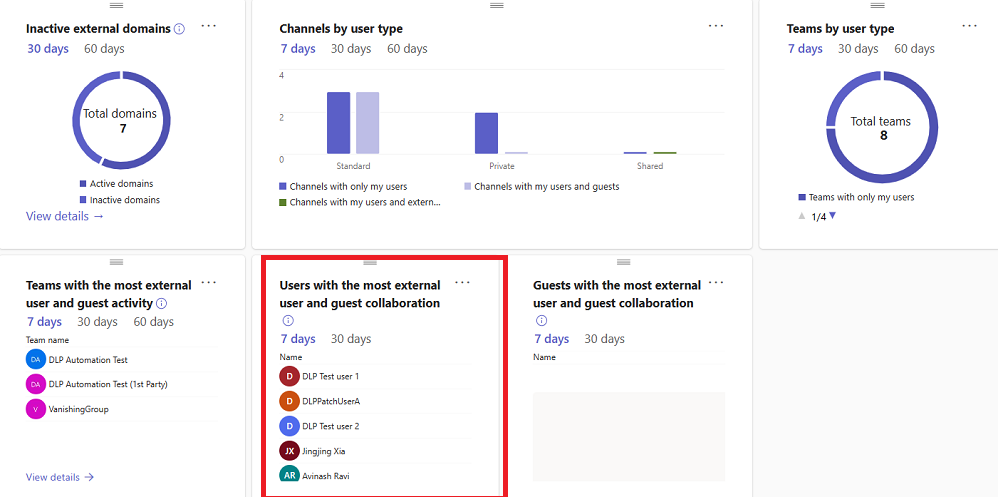 Inactive external domains
30 days 60 days
Total domains
7
Active domains
Inactive domains
View details →
Channels by user type
...
7 days 30 days 60 days
4
2
0
Standard Private Shared
Channels with only my users Channels with my users and guests
Channels with my users and extern...
Teams by user type
...
7 days 30 days 60 days
Total teams
8
Teams with only my users
1/4
Teams with the most external
user and guest activity
7 days 30 days 60 days
Team name
DA DLP Automation Test
DA DLP Automation Test (1st Party)
V VanishingGroup
View details →
Users with the most external
user and guest collaboration
7 days 30 days
Name
D DLP Test user 1
D DLPPatchUserA
D DLP Test user 2
JX Jingjing Xia
AR Avinash Ravi
Guests with the most external
user and guest collaboration
7 days 30 days
Name